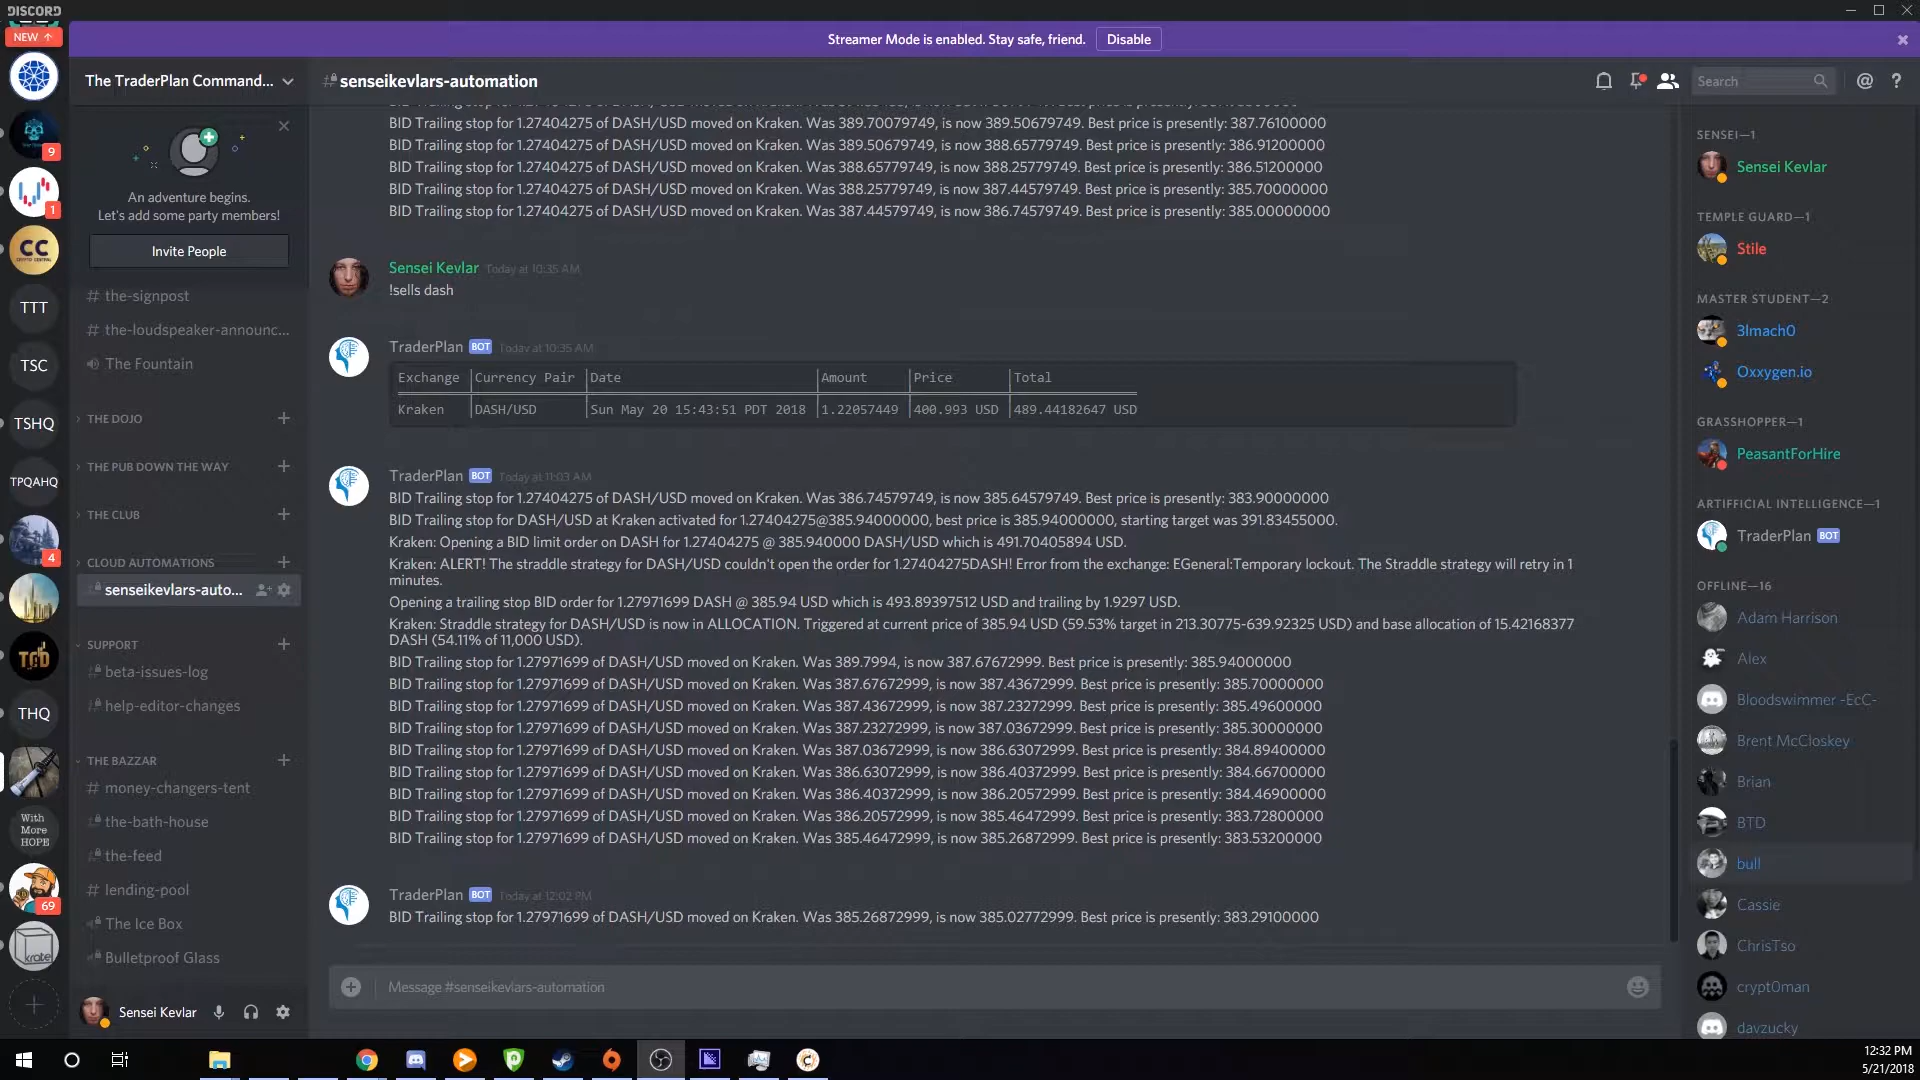 DISCORD
NEW ↑
Streamer Mode is enabled. Stay safe, friend.
Disable
9
1
CC
TTT
TSC
TSHQ
TPQAHQ
4
THQ
With
More
HOPE
69
krate
The TraderPlan Command...
An adventure begins.
Let's add some party members!
Invite People
# the-signpost
# the-loudspeaker-announc...
The Fountain
THE DOJO
THE PUB DOWN THE WAY
THE CLUB
CLOUD AUTOMATIONS
senseikevlars-auto...
SUPPORT
beta-issues-log
help-editor-changes
THE BAZZAR
# money-changers-tent
the-bath-house
the-feed
# lending-pool
The Ice Box
Bulletproof Glass
Sensei Kevlar
senseikevlars-automation
Search
BID Trailing stop for 1.27404275 of DASH/USD moved on Kraken. Was 389.70079749, is now 389.50679749. Best price is presently: 387.76100000
BID Trailing stop for 1.27404275 of DASH/USD moved on Kraken. Was 389.50679749, is now 388.65779749. Best price is presently: 386.91200000
BID Trailing stop for 1.27404275 of DASH/USD moved on Kraken. Was 388.65779749, is now 388.25779749. Best price is presently: 386.51200000
BID Trailing stop for 1.27404275 of DASH/USD moved on Kraken. Was 388.25779749, is now 387.44579749. Best price is presently: 385.70000000
BID Trailing stop for 1.27404275 of DASH/USD moved on Kraken. Was 387.44579749, is now 386.74579749. Best price is presently: 385.00000000
Sensei Kevlar Today at 10:35 AM
!sells dash
TraderPlan BOT Today at 10:35 AM
Exchange Currency Pair Date Amount Price Total
Kraken DASH/USD Sun May 20 15:43:51 PDT 2018 1.22057449 400.993 USD 489.44182647 USD
TraderPlan BOT Today at 11:03 AM
BID Trailing stop for 1.27404275 of DASH/USD moved on Kraken. Was 386.74579749, is now 385.64579749. Best price is presently: 383.90000000
BID Trailing stop for DASH/USD at Kraken activated for 1.27404275@385.94000000, best price is 385.94000000, starting target was 391.83455000.
Kraken: Opening a BID limit order on DASH for 1.27404275 @ 385.940000 DASH/USD which is 491.70405894 USD.
Kraken: ALERT! The straddle strategy for DASH/USD couldn't open the order for 1.27404275DASH! Error from the exchange: EGeneral:Temporary lockout. The Straddle strategy will retry in 1
minutes.
Opening a trailing stop BID order for 1.27971699 DASH @ 385.94 USD which is 493.89397512 USD and trailing by 1.9297 USD.
Kraken: Straddle strategy for DASH/USD is now in ALLOCATION. Triggered at current price of 385.94 USD (59.53% target in 213.30775-639.92325 USD) and base allocation of 15.42168377
DASH (54.11% of 11,000 USD).
BID Trailing stop for 1.27971699 of DASH/USD moved on Kraken. Was 389.7994, is now 387.67672999. Best price is presently: 385.94000000
BID Trailing stop for 1.27971699 of DASH/USD moved on Kraken. Was 387.67672999, is now 387.43672999. Best price is presently: 385.70000000
BID Trailing stop for 1.27971699 of DASH/USD moved on Kraken. Was 387.43672999, is now 387.23272999. Best price is presently: 385.49600000
BID Trailing stop for 1.27971699 of DASH/USD moved on Kraken. Was 387.23272999, is now 387.03672999. Best price is presently: 385.30000000
BID Trailing stop for 1.27971699 of DASH/USD moved on Kraken. Was 387.03672999, is now 386.63072999. Best price is presently: 384.89400000
BID Trailing stop for 1.27971699 of DASH/USD moved on Kraken. Was 386.63072999, is now 386.40372999. Best price is presently: 384.66700000
BID Trailing stop for 1.27971699 of DASH/USD moved on Kraken. Was 386.40372999, is now 386.20572999. Best price is presently: 384.46900000
BID Trailing stop for 1.27971699 of DASH/USD moved on Kraken. Was 386.20572999, is now 385.46472999. Best price is presently: 383.72800000
BID Trailing stop for 1.27971699 of DASH/USD moved on Kraken. Was 385.46472999, is now 385.26872999. Best price is presently: 383.53200000
TraderPlan BOT Today at 12:02 PM
BID Trailing stop for 1.27971699 of DASH/USD moved on Kraken. Was 385.26872999, is now 385.02772999. Best price is presently: 383.29100000
Message #senseikevlars-automation
SENSEI—1
Sensei Kevlar
TEMPLE GUARD—1
Stile
MASTER STUDENT—2
3lmach0
Oxxygen.io
GRASSHOPPER—1
PeasantForHire
ARTIFICIAL INTELLIGENCE—1
TraderPlan BOT
OFFLINE—16
Adam Harrison
Alex
Bloodswimmer -EcC-
Brent McCloskey
Brian
BTD
bull
Cassie
ChrisTso
crypt0man
davzucky
12:32 PM
5/21/2018